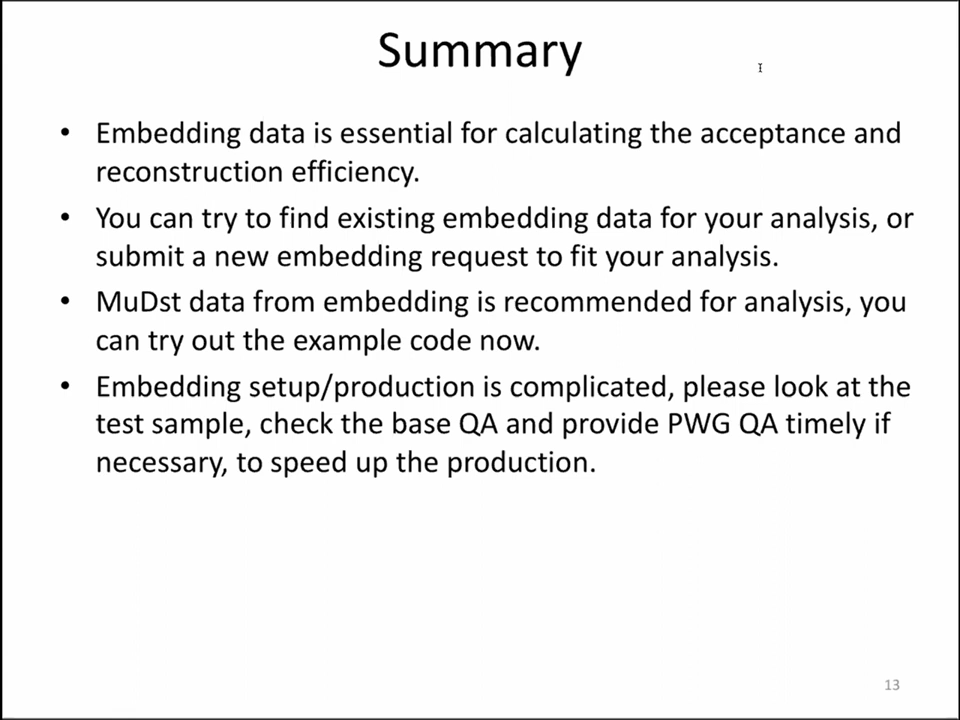 Summary
• Embedding data is essential for calculating the acceptance and
reconstruction efficiency.
• You can try to find existing embedding data for your analysis, or
submit a new embedding request to fit your analysis.
• MuDst data from embedding is recommended for analysis, you
can try out the example code now.
• Embedding setup/production is complicated, please look at the
test sample, check the base QA and provide PWG QA timely if
necessary, to speed up the production.
13